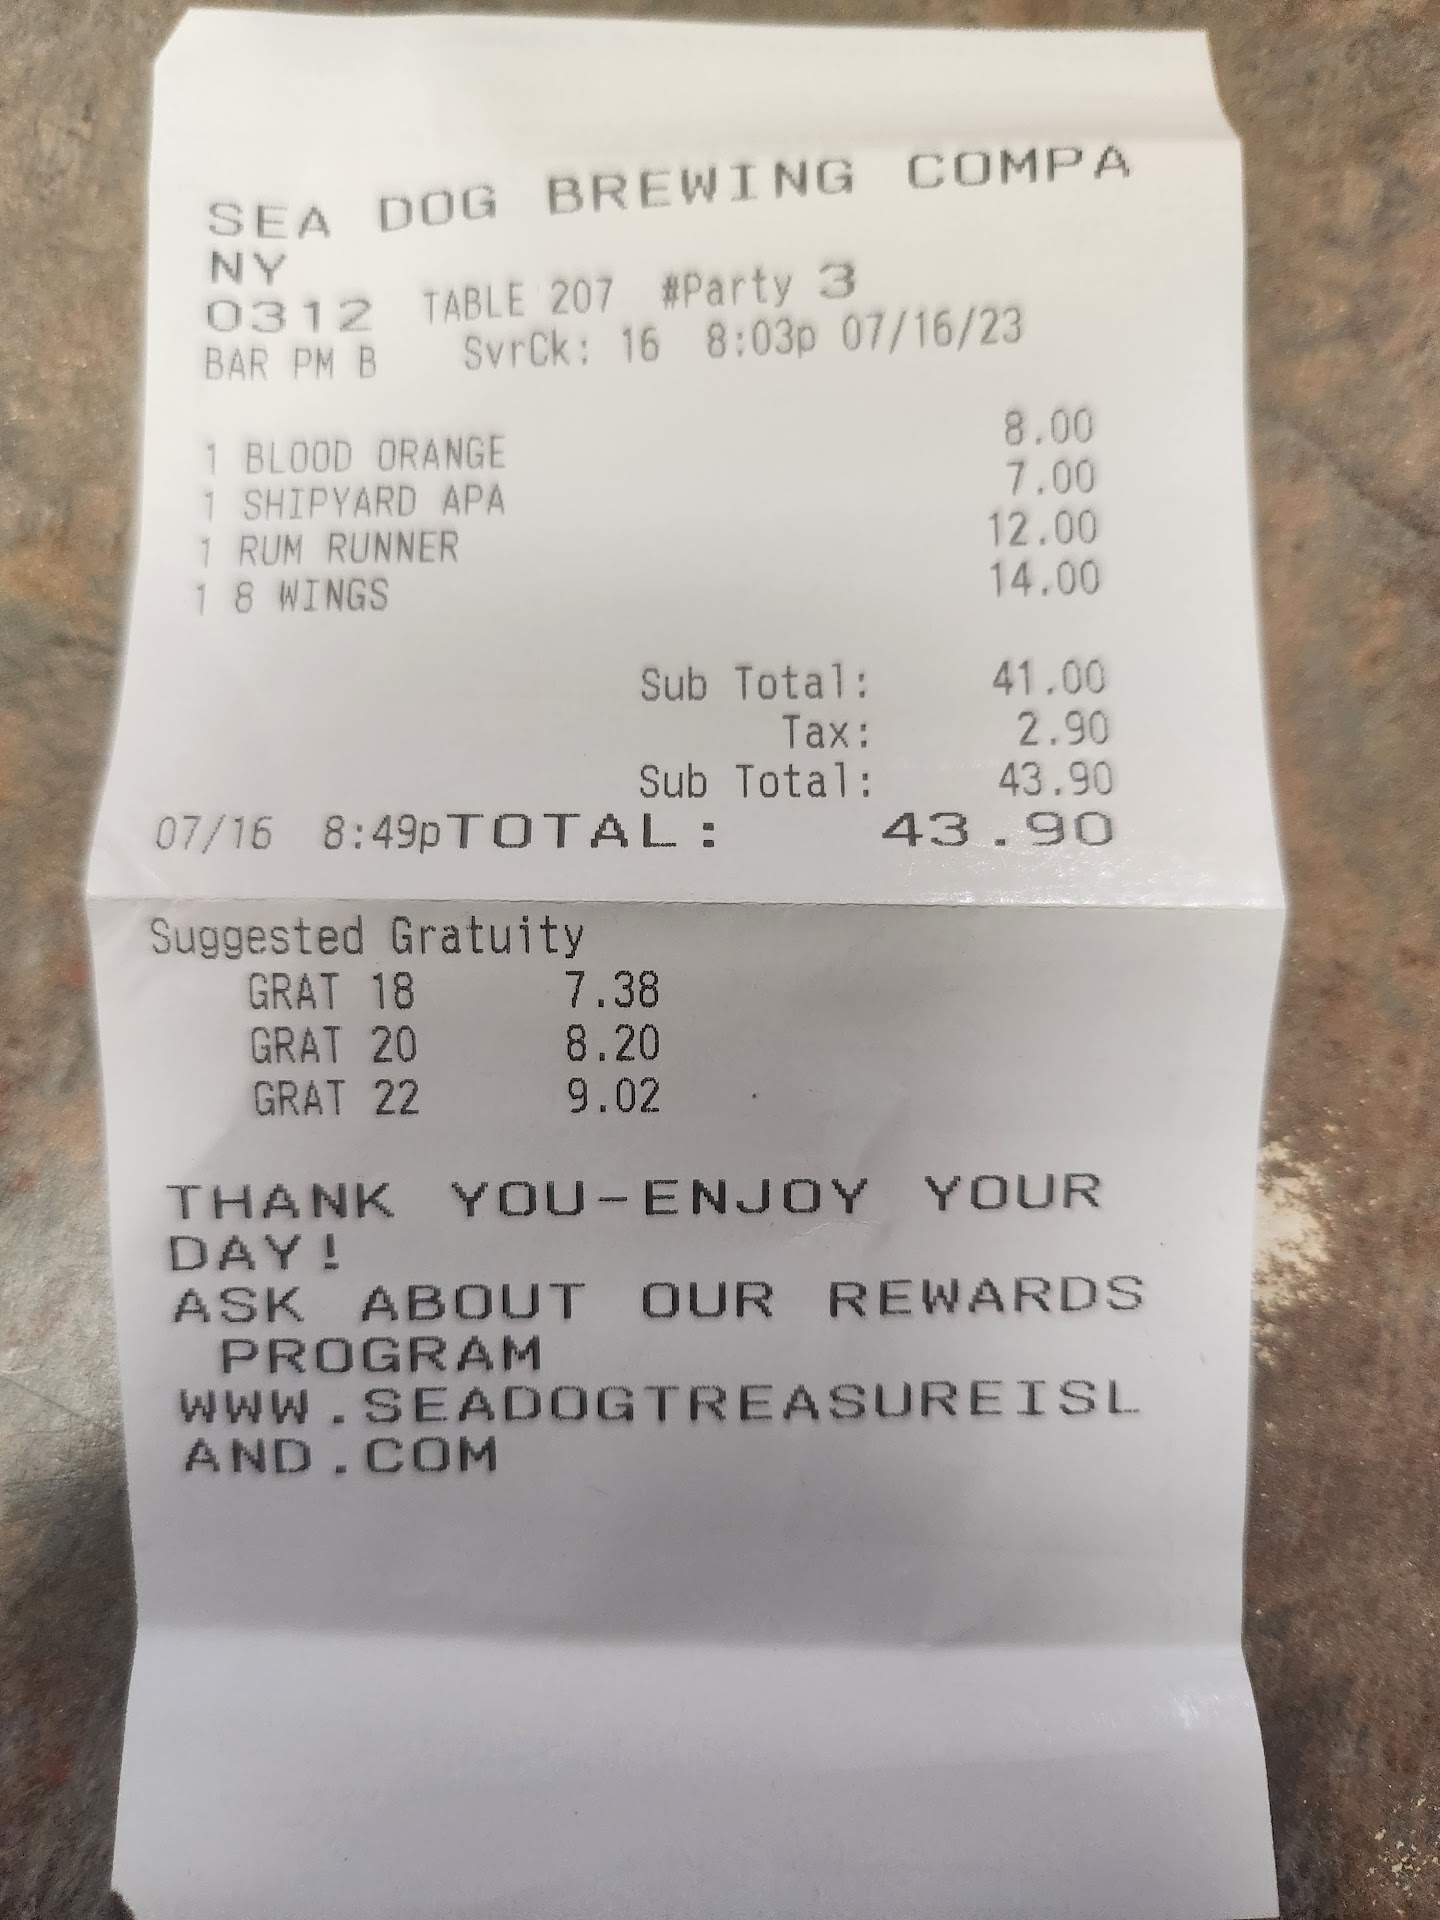 SEA DOG BREWING COMPA
NY
0312 TABLE 207 #Party 3
BAR PM B SvrCk: 16 8:03p 07/16/23
1 BLOOD ORANGE 8.00
1 SHIPYARD APA 7.00
1 RUM RUNNER 12.00
1 8 WINGS 14.00
Sub Total: 41.00
Tax: 2.90
Sub Total: 43.90
07/16 8:49pTOTAL: 43.90
Suggested Gratuity
GRAT 18 7.38
GRAT 20 8.20
GRAT 22 9.02
THANK YOU-ENJOY YOUR
DAY!
ASK ABOUT OUR REWARDS
PROGRAM
WWW.SEADOGTREASUREISL
AND.COM